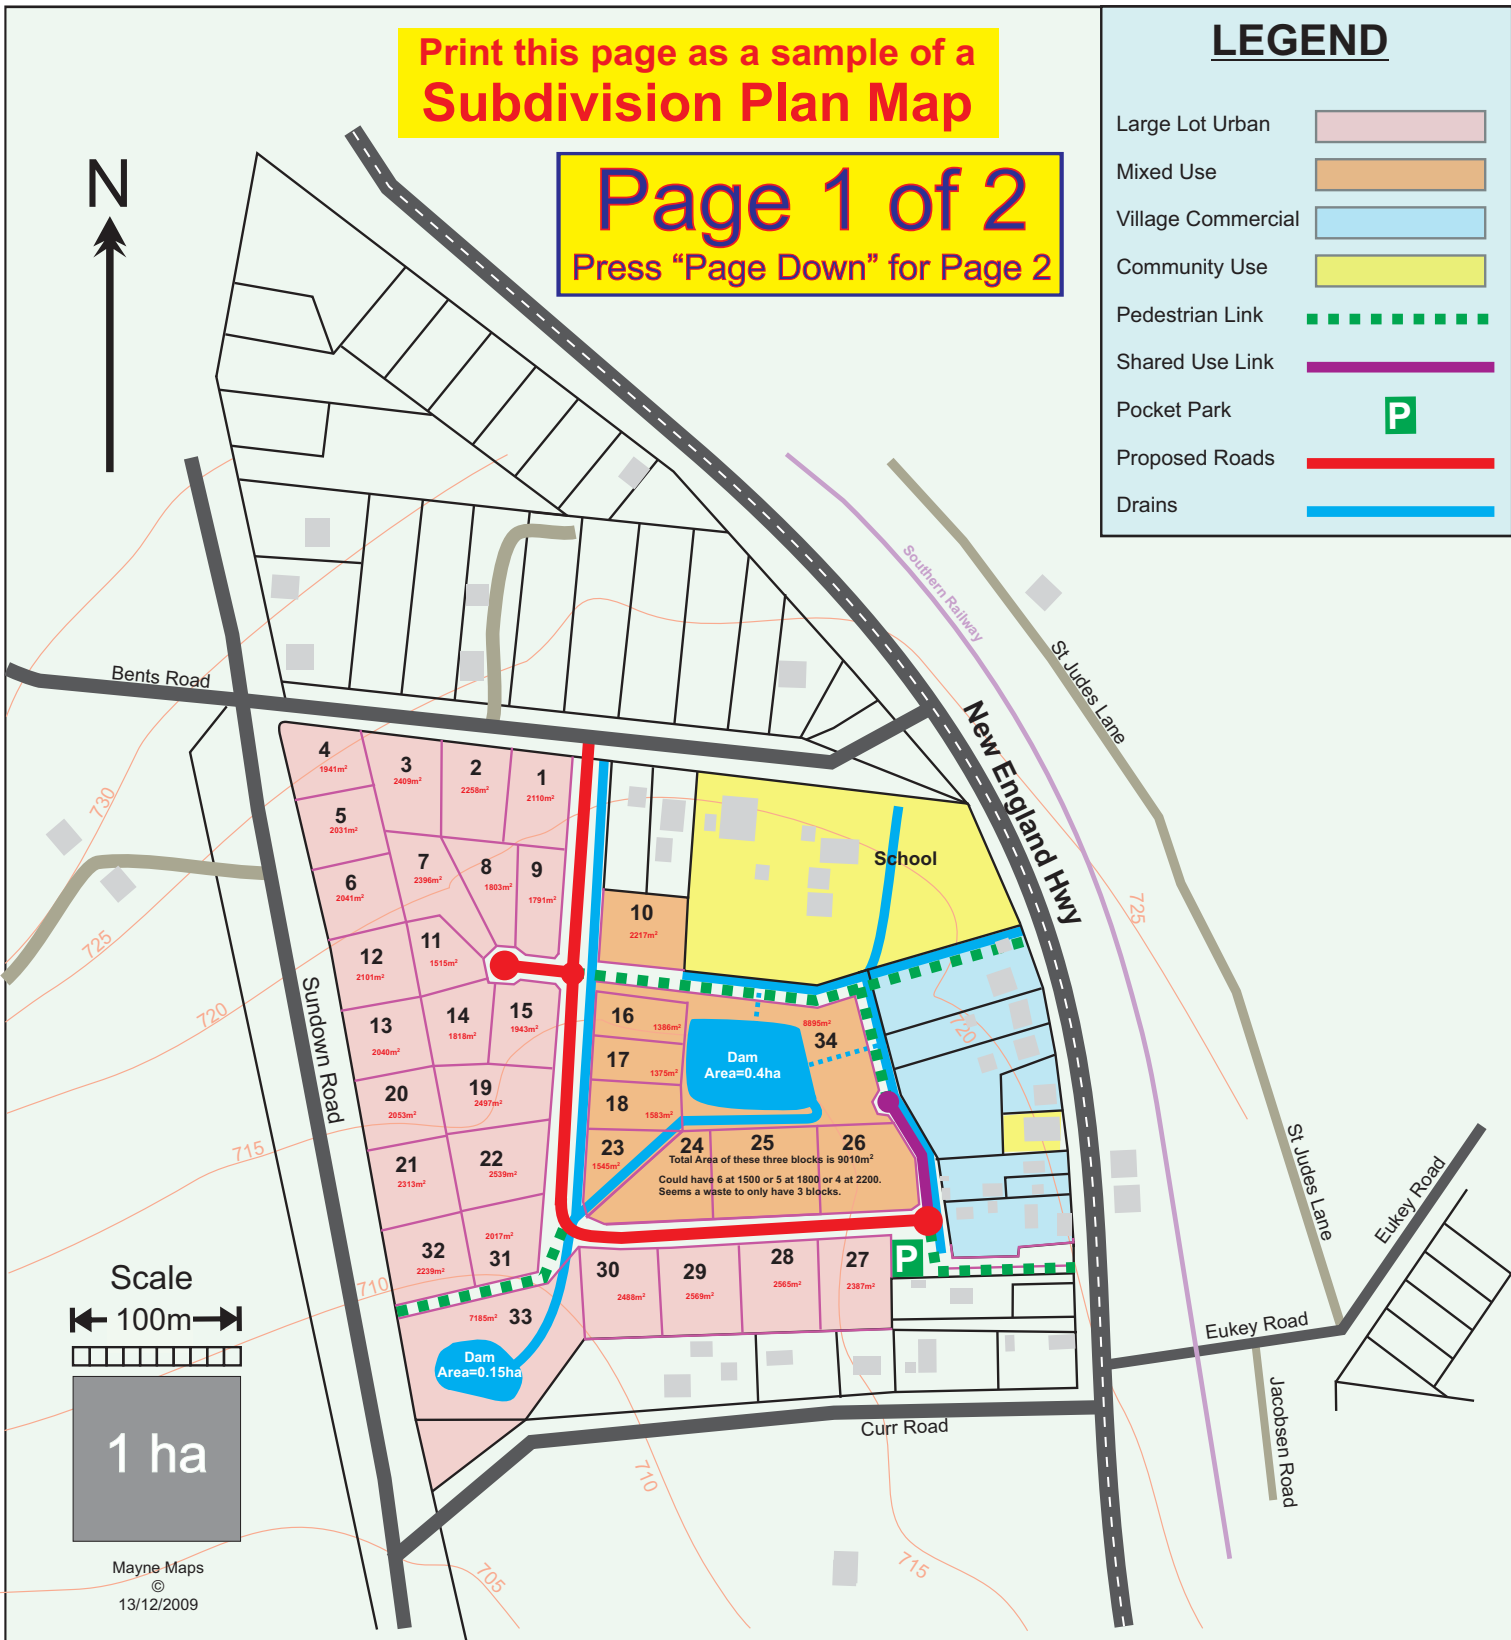 Print this page as a sample of a
Subdivision Plan Map
Page 1 of 2
Press “Page Down” for Page 2
LEGEND
Large Lot Urban
Mixed Use
Village Commercial
Community Use
Pedestrian Link
Shared Use Link
Pocket Park
P
Proposed Roads
Drains
N
Southern Railway
St Judes Lane
Bents Road
New England Hwy
730
725
720
715
710
Sundown Road
4
1941m²
3
2409m²
2
2258m²
1
2110m²
5
2031m²
6
2041m²
7
2396m²
8
1803m²
9
1791m²
10
2217m²
School
725
11
1515m²
12
2101m²
13
2040m²
14
1818m²
15
1943m²
16
1386m²
17
1375m²
18
1583m²
Dam
Area=0.4ha
8895m²
34
720
19
2497m²
20
2053m²
21
2313m²
22
2539m²
23
1545m²
24
25
26
Total Area of these three blocks is 9010m²
Could have 6 at 1500 or 5 at 1800 or 4 at 2200.
Seems a waste to only have 3 blocks.
2017m²
31
32
2239m²
30
2488m²
29
2569m²
28
2565m²
27
2387m²
P
7185m²
33
Dam
Area=0.15ha
St Judes Lane
Eukey Road
Eukey Road
Jacobsen Road
Curr Road
710
705
715
Scale
100m
1 ha
Mayne Maps
©
13/12/2009